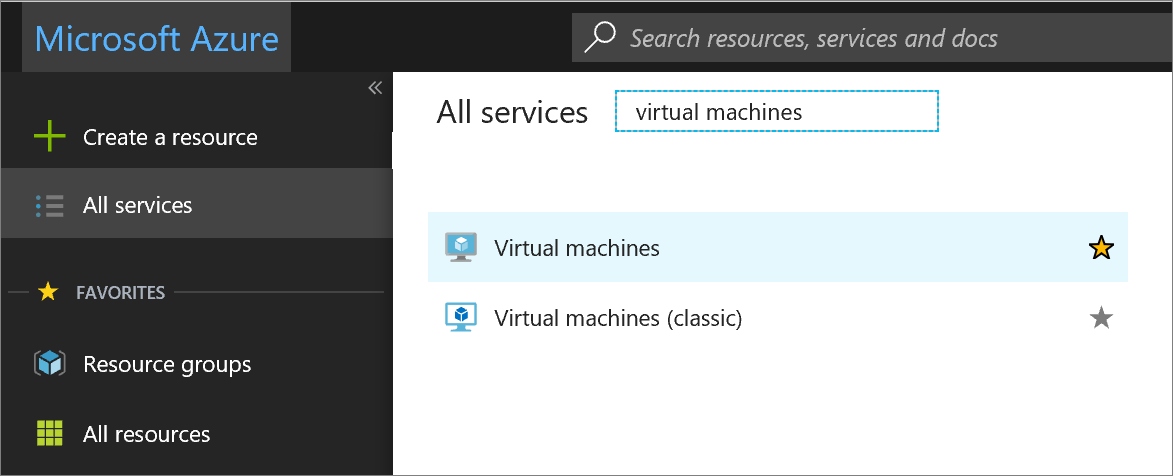 Microsoft Azure
Search resources, services and docs
«
Create a resource
All services
FAVORITES
Resource groups
All resources
All services
virtual machines
Virtual machines
Virtual machines (classic)